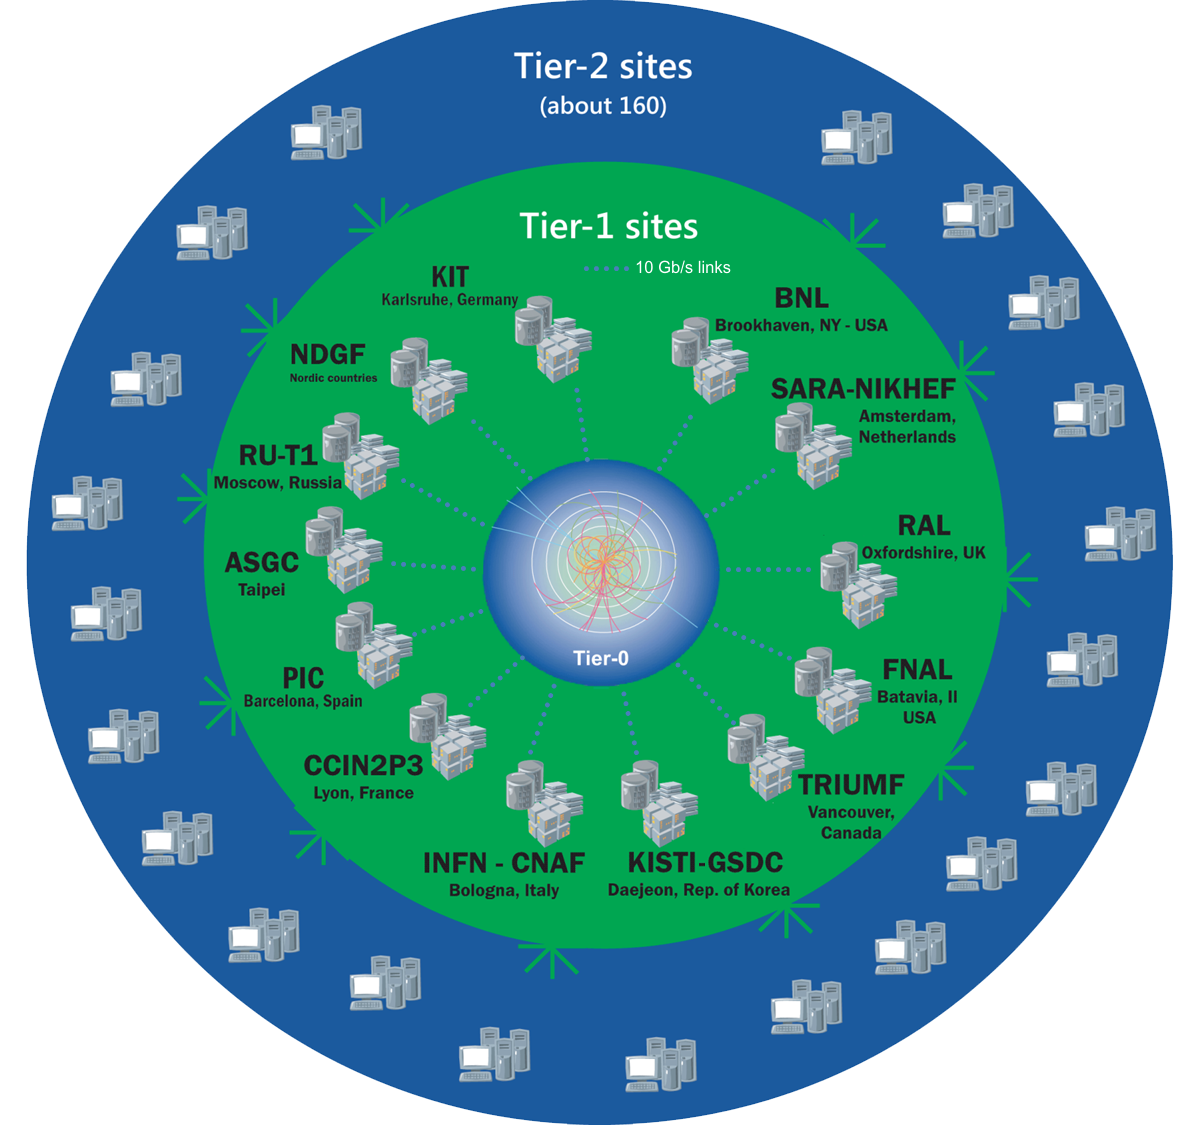 Tier-2 sites
(about 160)
Tier-1 sites
10 Gb/s links
KIT
Karlsruhe, Germany
BNL
Brookhaven, NY - USA
NDGF
Nordic countries
SARA-NIKHEF
Amsterdam,
Netherlands
RU-T1
Moscow, Russia
RAL
Oxfordshire, UK
ASGC
Taipei
Tier-0
PIC
Barcelona, Spain
FNAL
Batavia, Il
USA
CCIN2P3
Lyon, France
TRIUMF
Vancouver,
Canada
INFN - CNAF
Bologna, Italy
KISTI-GSDC
Daejeon, Rep. of Korea